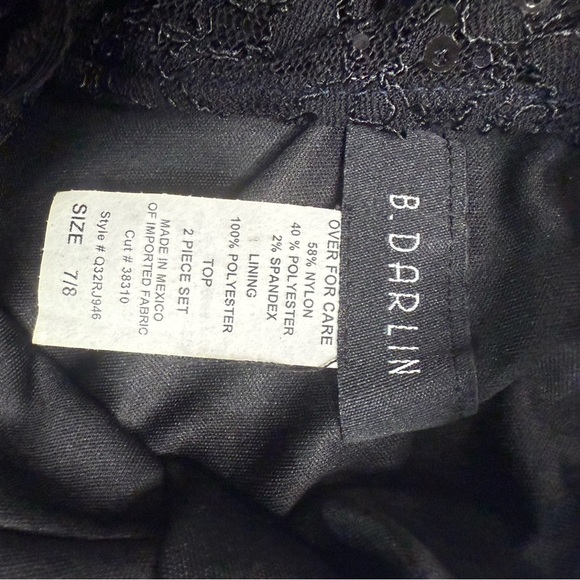 B. DARLIN
OVER FOR CARE
58% NYLON
40 % POLYESTER
2% SPANDEX
LINING
100% POLYESTER
TOP
2 PIECE SET
MADE IN MEXICO
OF IMPORTED FABRIC
Cut # 38310
Style # Q32RJ946
SIZE 7/8